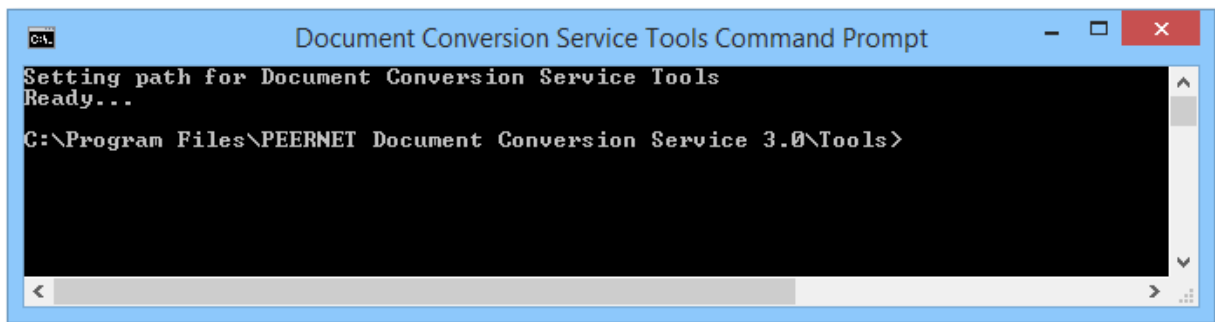 C:\.
Document Conversion Service Tools Command Prompt
Setting path for Document Conversion Service Tools
Ready...
C:\Program Files\PEERNET Document Conversion Service 3.0\Tools>